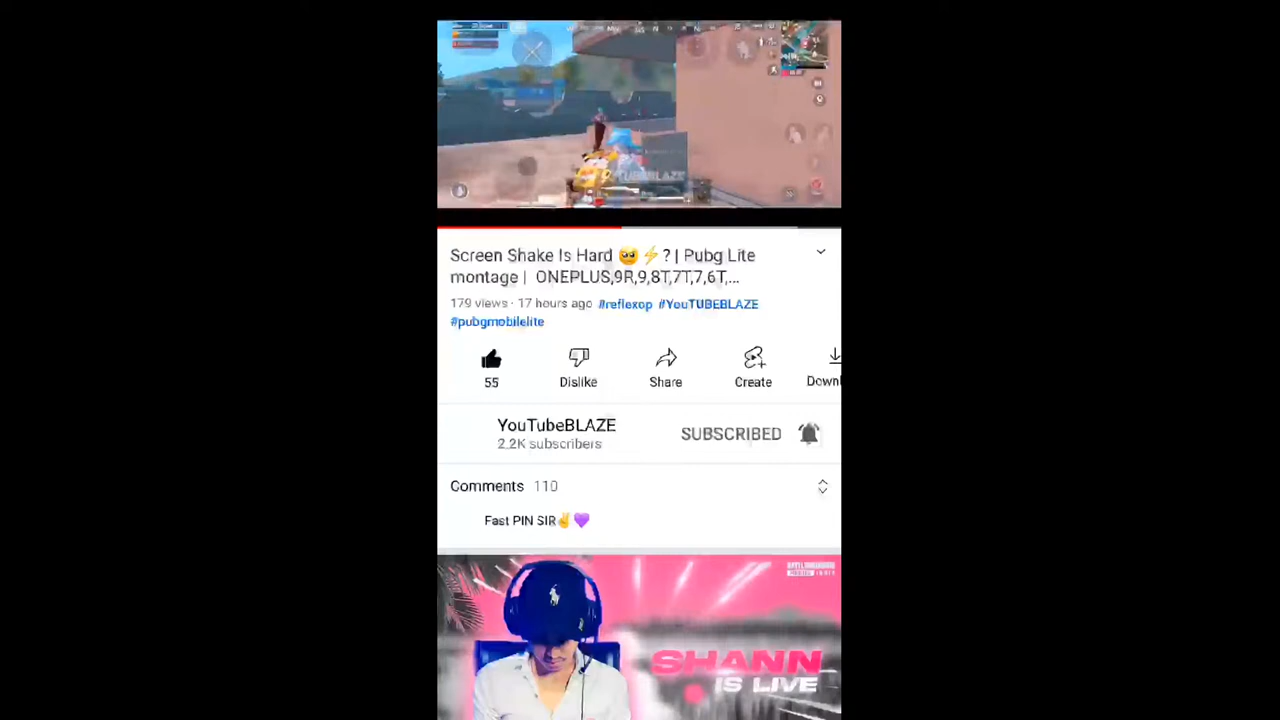 YOUTUBEBLAZE
Screen Shake Is Hard 🥺⚡? | Pubg Lite
montage | ONEPLUS,9R,9,8T,7T,7,6T,...
179 views · 17 hours ago #reflexop #YouTUBEBLAZE
#pubgmobilelite
55
Dislike
Share
Create
Downl
YouTubeBLAZE
2.2K subscribers
SUBSCRIBED
Comments 110
Fast PIN SIR✌️💜
SHANN
IS LIVE